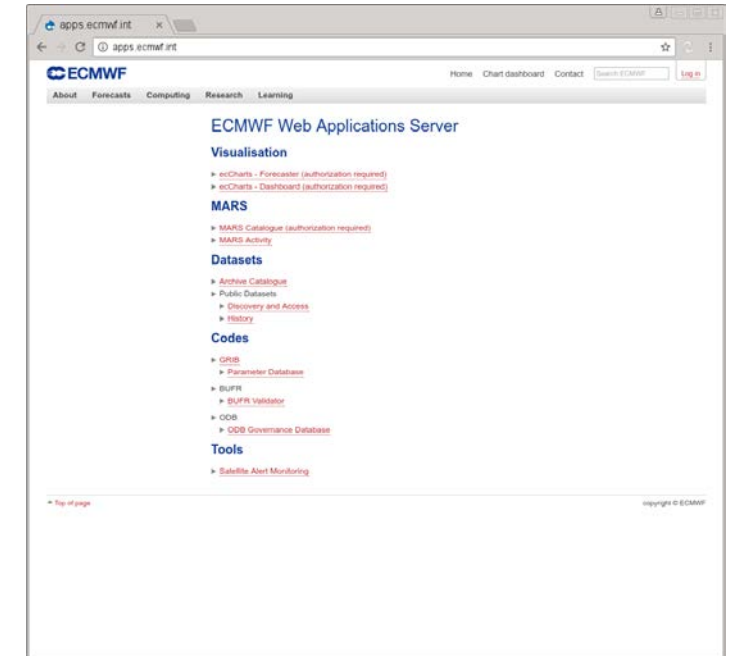 apps.ecmwf.int
apps.ecmwf.int
ECMWF
Home Chart dashboard Contact Search ECMWF Log in
About Forecasts Computing Research Learning
ECMWF Web Applications Server
Visualisation
ecCharts - Forecaster (authorization required)
ecCharts - Dashboard (authorization required)
MARS
MARS Catalogue (authorization required)
MARS Activity
Datasets
Archive Catalogue
Public Datasets
Discovery and Access
History
Codes
GRIB
Parameter Database
BUFR
BUFR Validator
ODB
ODB Governance Database
Tools
Satellite Alert Monitoring
Top of page copyright © ECMWF